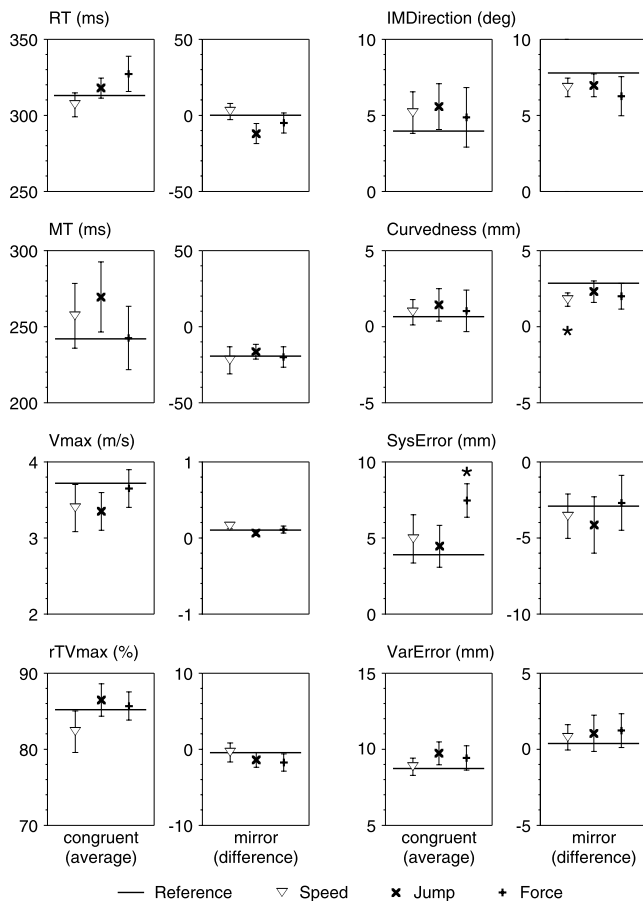 RT (ms)
IMDirection (deg)
350
300
250
50
0
-50
10
5
0
10
5
0
MT (ms)
Curvedness (mm)
300
250
200
50
0
-50
5
0
-5
5
0
-5
*
Vmax (m/s)
SysError (mm)
4
3
2
1
0
-1
10
5
0
*
0
-5
-10
rTVmax (%)
VarError (mm)
90
80
70
10
0
-10
15
10
5
5
0
-5
congruent
(average)
mirror
(difference)
congruent
(average)
mirror
(difference)
Reference Speed Jump Force